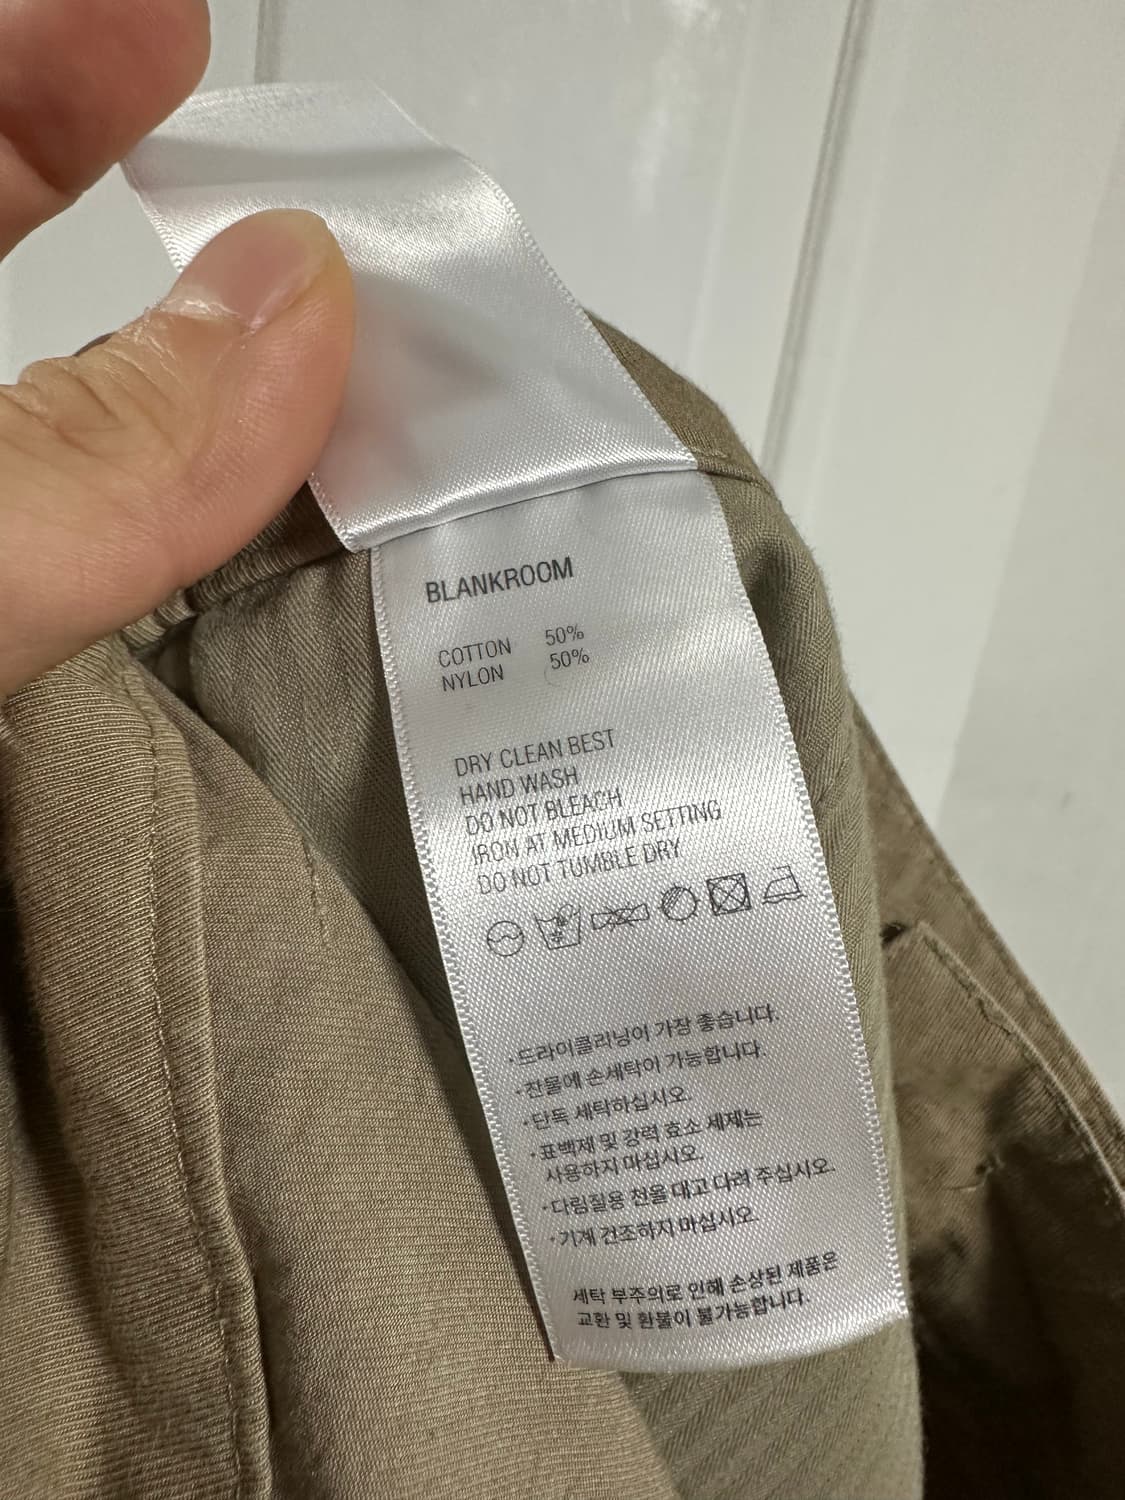 BLANKROOM
COTTON 50%
NYLON 50%
DRY CLEAN BEST
HAND WASH
DO NOT BLEACH
IRON AT MEDIUM SETTING
DO NOT TUMBLE DRY
·드라이클리닝이 가장 좋습니다.
·찬물에 손세탁이 가능합니다.
·단독 세탁하십시오.
·표백제 및 강력 효소 세제는
사용하지 마십시오.
·다림질용 천을 대고 다려 주십시오.
·기계 건조하지 마십시오.
세탁 부주의로 인해 손상된 제품은
교환 및 환불이 불가능합니다.